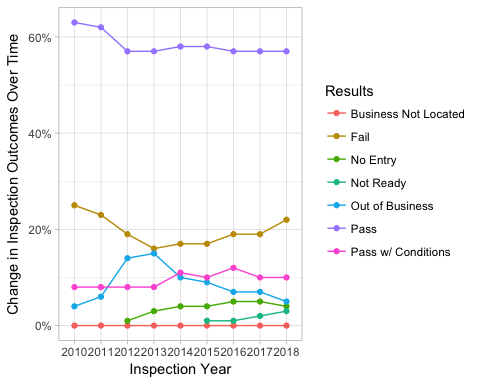 Change in Inspection Outcomes Over Time
60%
40%
20%
0%
2010 2011 2012 2013 2014 2015 2016 2017 2018
Inspection Year
Results
Business Not Located
Fail
No Entry
Not Ready
Out of Business
Pass
Pass w/ Conditions